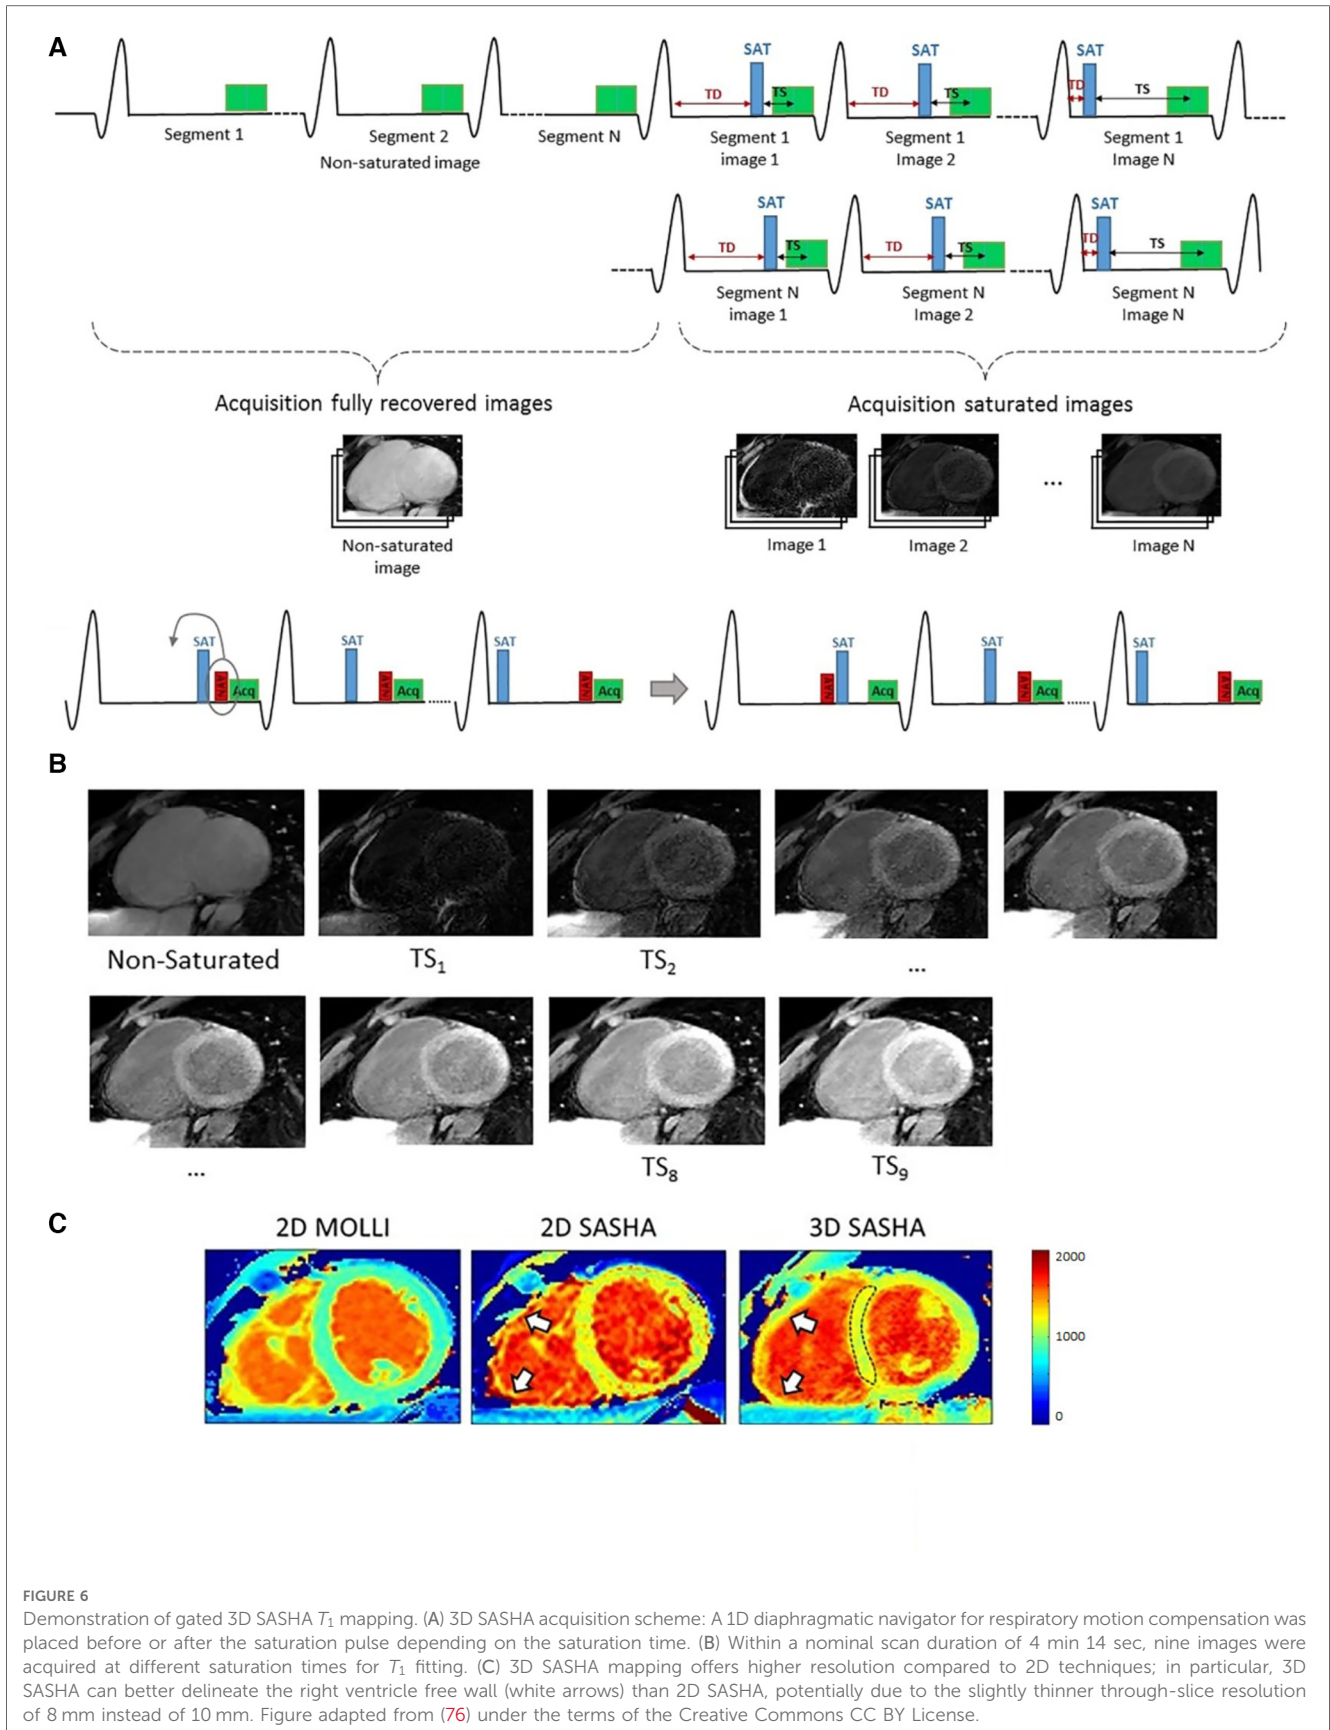 A
SAT SAT SAT
TD TS TD TS TD TS
Segment 1 Segment 2 Segment N Segment 1 Segment 1 Segment 1
Non-saturated image image 1 Image 2 Image N
SAT SAT SAT
TD TS TD TS TD TS
Segment N Segment N Segment N
image 1 Image 2 Image N
Acquisition fully recovered images Acquisition saturated images
...
Non-saturated Image 1 Image 2 Image N
image
SAT SAT SAT SAT SAT SAT
NAV Acq NAV Acq NAV Acq NAV Acq NAV Acq NAV Acq
B
Non-Saturated TS1 TS2 ...
... TS8 TS9
C
2D MOLLI 2D SASHA 3D SASHA
2000
1000
0
FIGURE 6
Demonstration of gated 3D SASHA T1 mapping. (A) 3D SASHA acquisition scheme: A 1D diaphragmatic navigator for respiratory motion compensation was
placed before or after the saturation pulse depending on the saturation time. (B) Within a nominal scan duration of 4 min 14 sec, nine images were
acquired at different saturation times for T1 fitting. (C) 3D SASHA mapping offers higher resolution compared to 2D techniques; in particular, 3D
SASHA can better delineate the right ventricle free wall (white arrows) than 2D SASHA, potentially due to the slightly thinner through-slice resolution
of 8 mm instead of 10 mm. Figure adapted from (76) under the terms of the Creative Commons CC BY License.